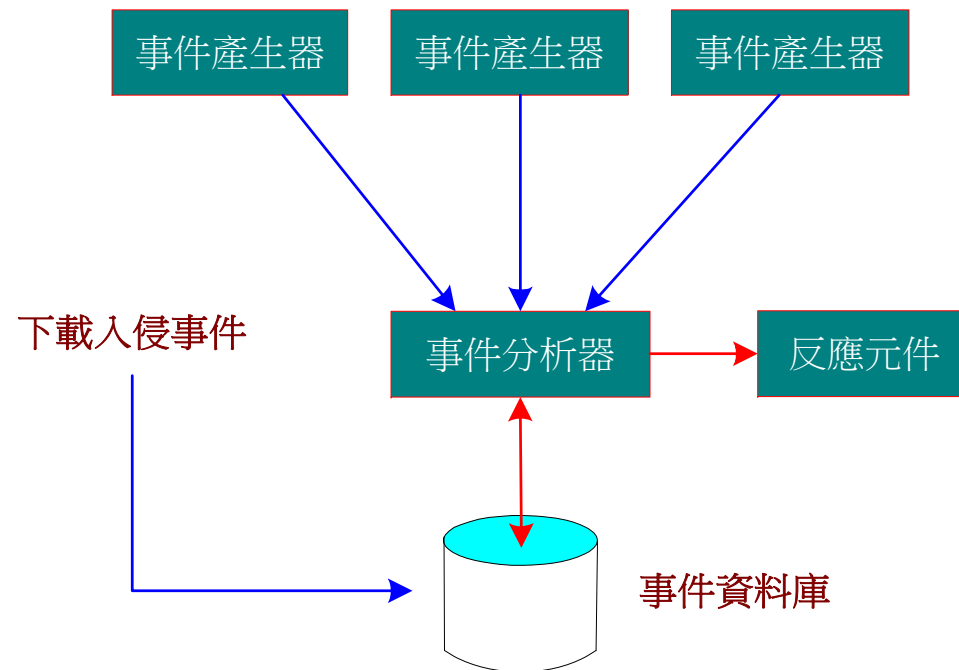 事件產生器
事件產生器
事件產生器
下載入侵事件
事件分析器
反應元件
事件資料庫